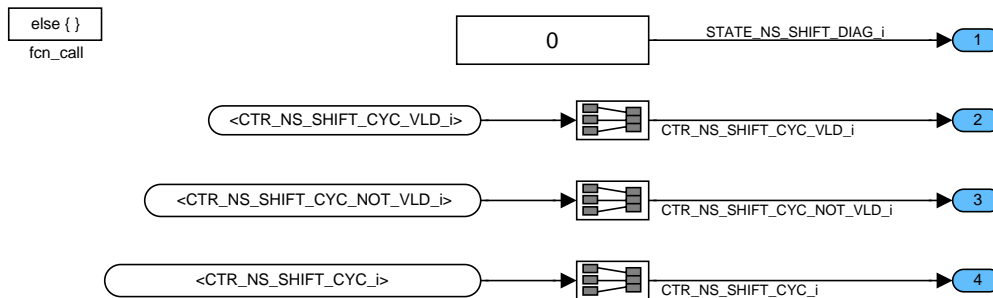 else { }
fcn_call
0
STATE_NS_SHIFT_DIAG_i
1
<CTR_NS_SHIFT_CYC_VLD_i>
CTR_NS_SHIFT_CYC_VLD_i
2
<CTR_NS_SHIFT_CYC_NOT_VLD_i>
CTR_NS_SHIFT_CYC_NOT_VLD_i
3
<CTR_NS_SHIFT_CYC_i>
CTR_NS_SHIFT_CYC_i
4